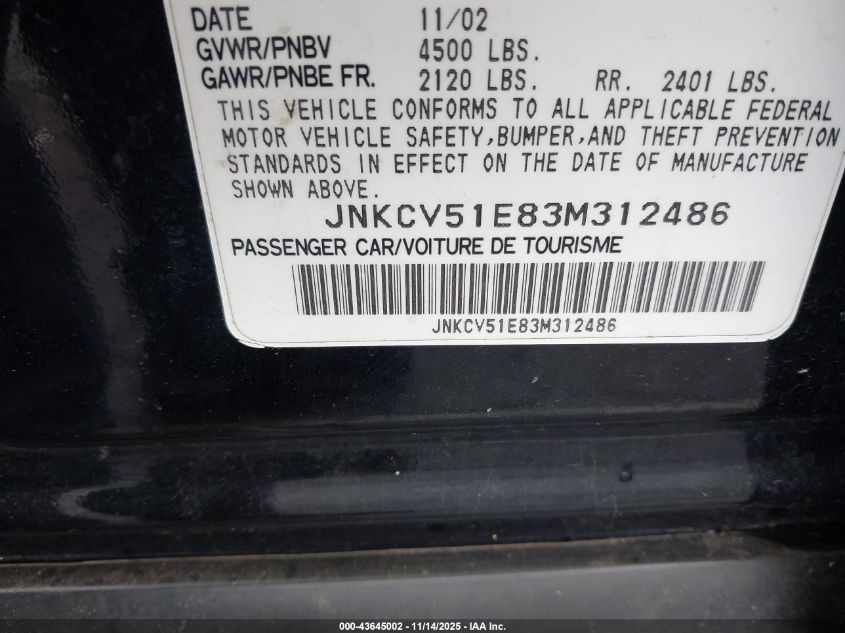 DATE 11/02
GVWR/PNBV 4500 LBS.
GAWR/PNBE FR. 2120 LBS. RR. 2401 LBS.
THIS VEHICLE CONFORMS TO ALL APPLICABLE FEDERAL
MOTOR VEHICLE SAFETY,BUMPER,AND THEFT PREVENTION
STANDARDS IN EFFECT ON THE DATE OF MANUFACTURE
SHOWN ABOVE.
JNKCV51E83M312486
PASSENGER CAR/VOITURE DE TOURISME
JNKCV51E83M312486
000-43645002 - 11/14/2025 - IAA Inc.